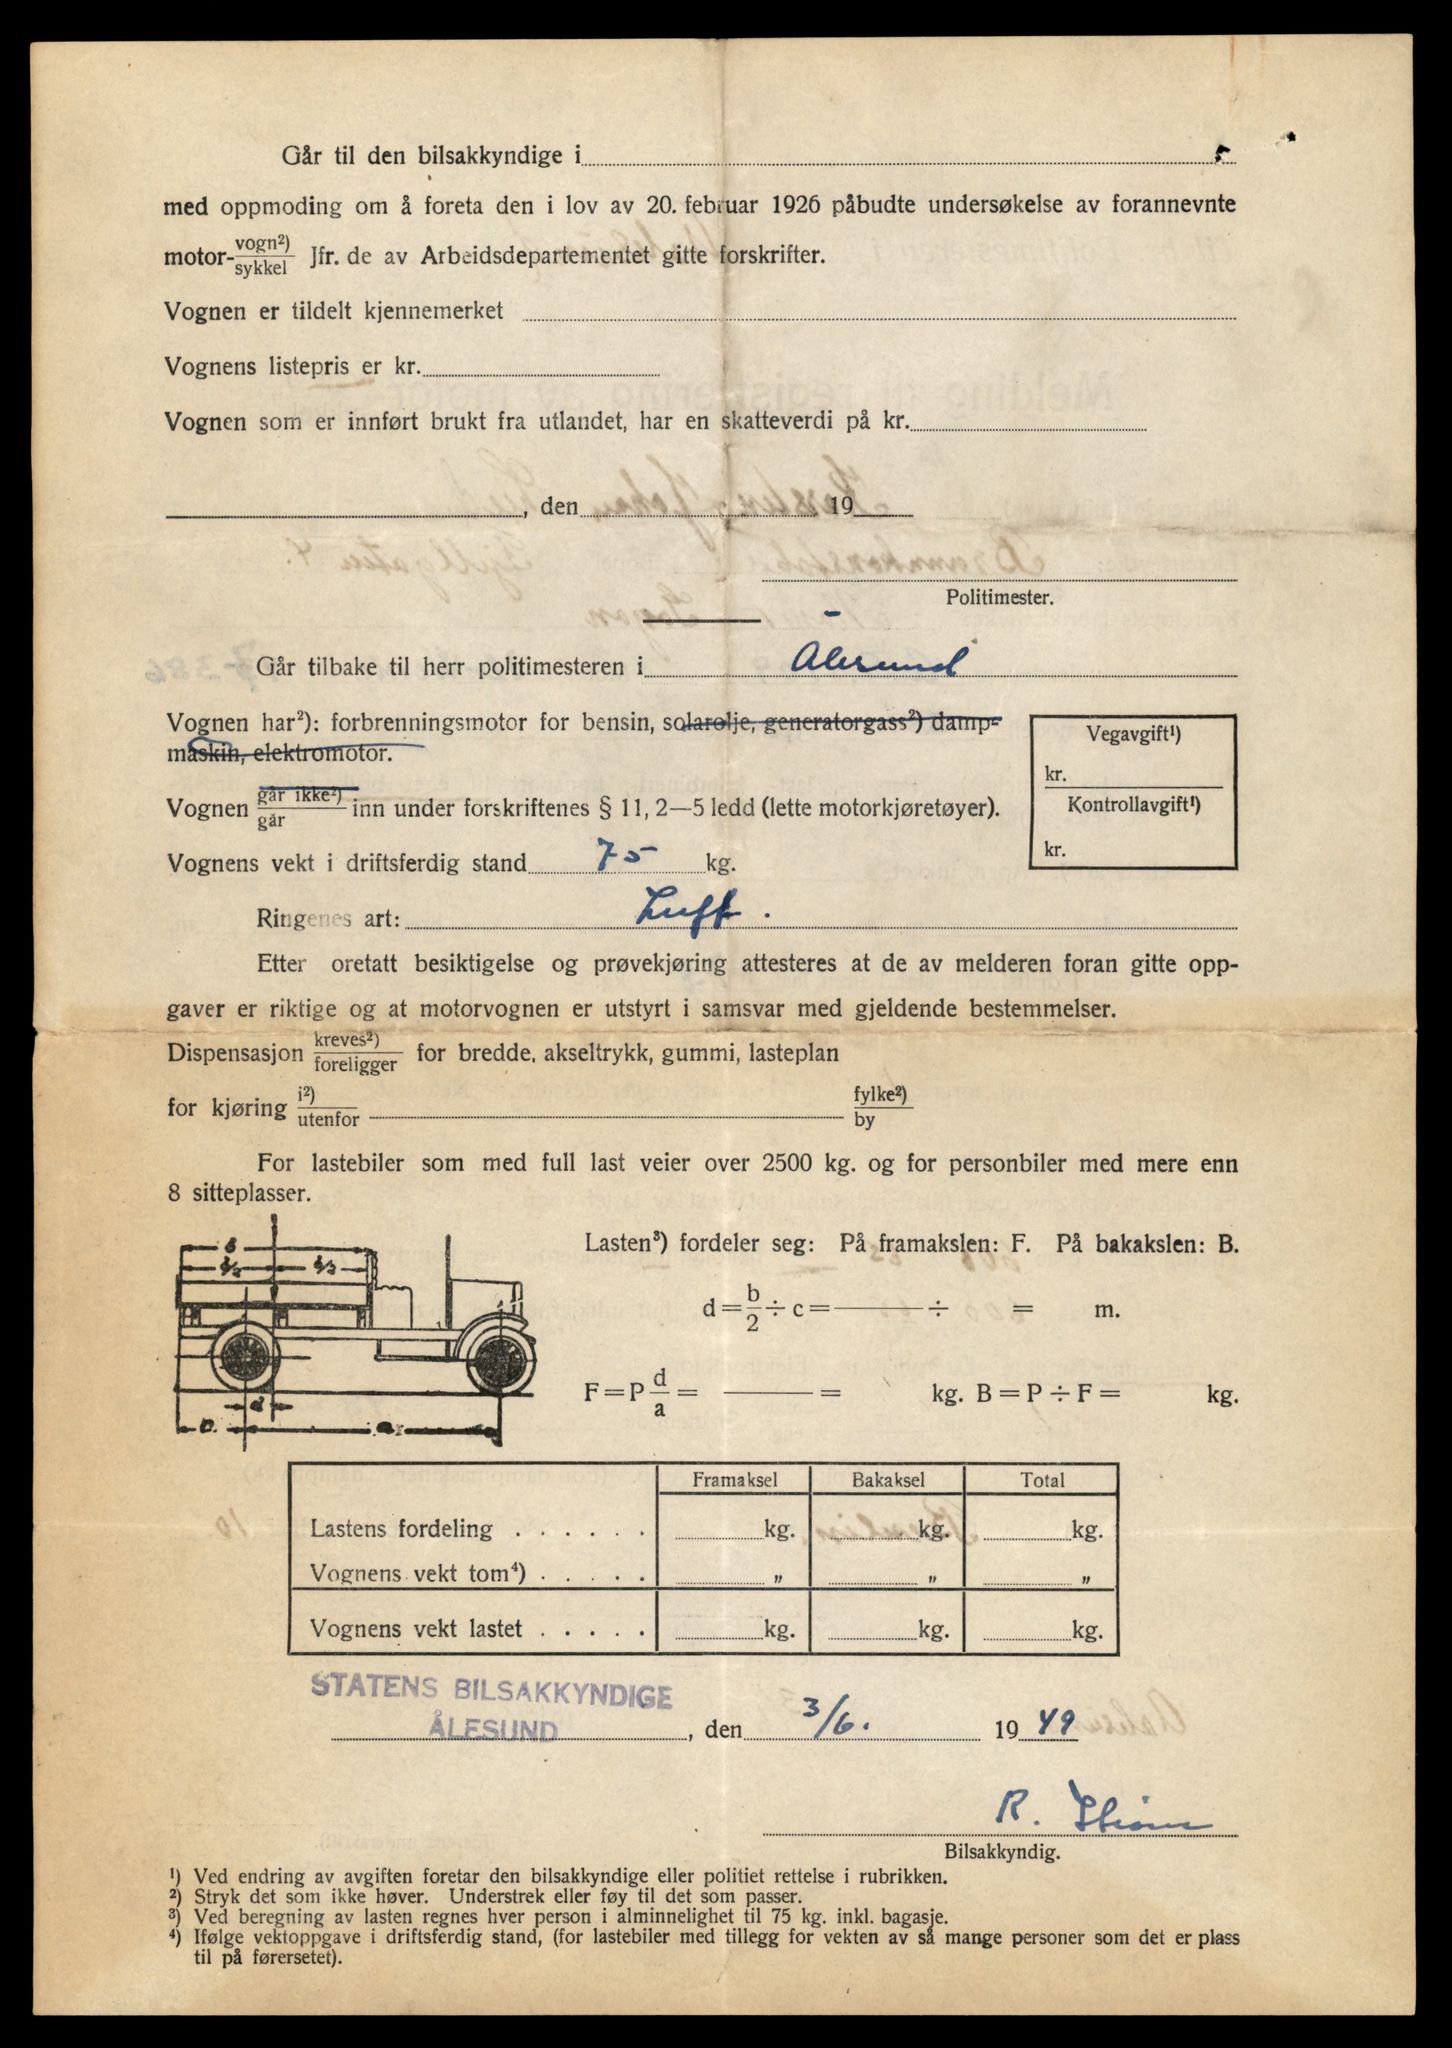 Går til den bilsakkyndige i
med oppmoding om å foreta den i lov av 20. februar 1926 påbudte undersøkelse av forannevnte
motor-vogn²)/sykkel Jfr. de av Arbeidsdepartementet gitte forskrifter.
Vognen er tildelt kjennemerket
Vognens listepris er kr.
Vognen som er innført brukt fra utlandet, har en skatteverdi på kr.
, den 19
Politimester.
Går tilbake til herr politimesteren i Ålesund
Vognen har²): forbrenningsmotor for bensin, solarolje, generatorgass²) damp-
maskin, elektromotor.
Vegavgift¹)
kr.
Kontrollavgift¹)
kr.
Vognen går ikke²)/går inn under forskriftenes § 11, 2—5 ledd (lette motorkjøretøyer).
Vognens vekt i driftsferdig stand 75 kg.
Ringenes art: Luft.
Etter oretatt besiktigelse og prøvekjøring attesteres at de av melderen foran gitte opp-
gaver er riktige og at motorvognen er utstyrt i samsvar med gjeldende bestemmelser.
Dispensasjon kreves²)/foreligger for bredde, akseltrykk, gummi, lasteplan
for kjøring i²)/utenfor fylke²)/by
For lastebiler som med full last veier over 2500 kg. og for personbiler med mere enn
8 sitteplasser.
Lasten³) fordeler seg: På framakslen: F. På bakakslen: B.
d = b/2 ÷ c = ÷ = m.
F = P d/a = = kg. B = P ÷ F = kg.
Framaksel Bakaksel Total
Lastens fordeling . . . . . . kg. kg. kg.
Vognens vekt tom⁴) . . . . . „ „ „
Vognens vekt lastet . . . . . kg. kg. kg.
STATENS BILSAKKYNDIGE
ÅLESUND, den 3/6. 1949
R.
Bilsakkyndig.
¹) Ved endring av avgiften foretar den bilsakkyndige eller politiet rettelse i rubrikken.
²) Stryk det som ikke høver. Understrek eller føy til det som passer.
³) Ved beregning av lasten regnes hver person i alminnelighet til 75 kg. inkl. bagasje.
⁴) Ifølge vektoppgave i driftsferdig stand, (for lastebiler med tillegg for vekten av så mange personer som det er plass
til på førersetet).